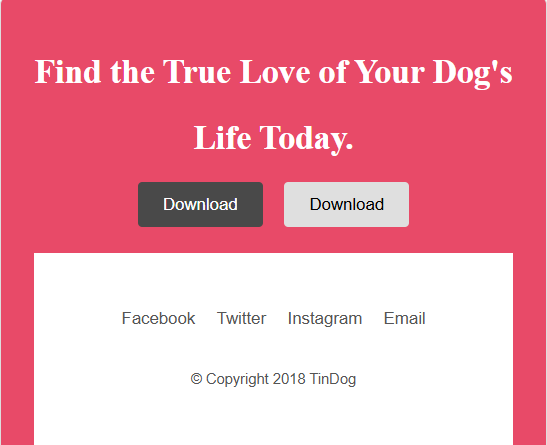 Find the True Love of Your Dog's
Life Today.
Download Download
Facebook Twitter Instagram Email
© Copyright 2018 TinDog